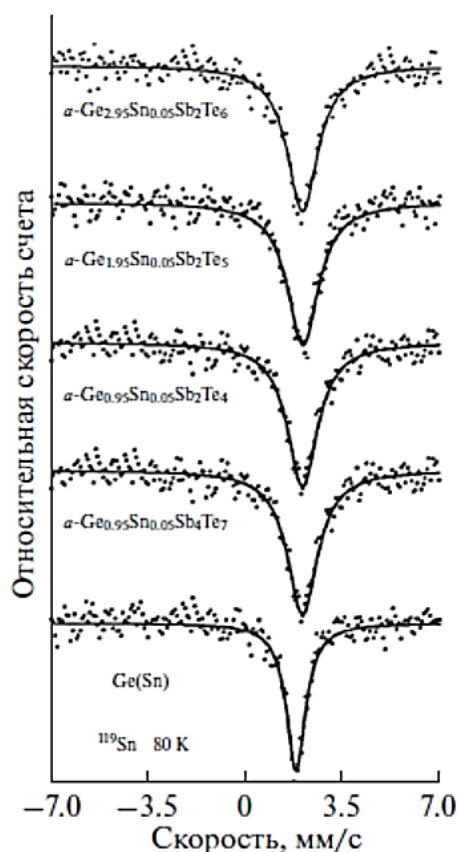 Относительная скорость счета
a-Ge2.95Sn0.05Sb2Te6
a-Ge1.95Sn0.05Sb2Te5
a-Ge0.95Sn0.05Sb2Te4
a-Ge0.95Sn0.05Sb4Te7
Ge(Sn)
119Sn 80 K
−7.0 −3.5 0 3.5 7.0
Скорость, мм/с